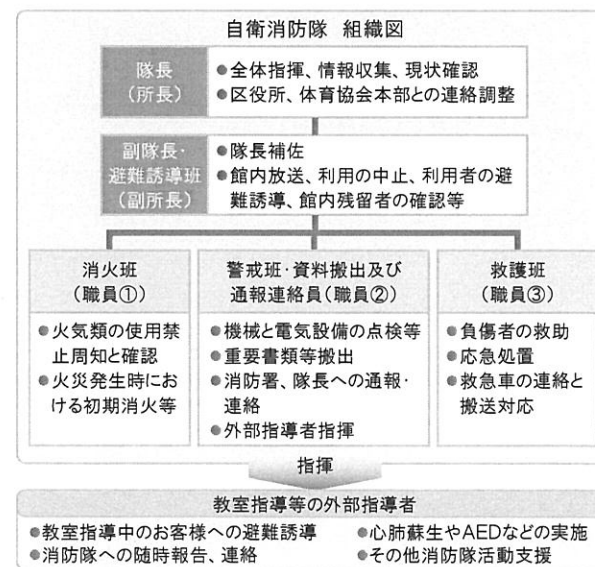 自衛消防隊 組織図
隊長
(所長)
●全体指揮、情報収集、現状確認
●区役所、体育協会本部との連絡調整
副隊長・
避難誘導班
(副所長)
●隊長補佐
●館内放送、利用の中止、利用者の避
難誘導、館内残留者の確認等
消火班
(職員①)
●火気類の使用禁
止周知と確認
●火災発生時にお
ける初期消火等
警戒班・資料搬出及び
通報連絡員(職員②)
●機械と電気設備の点検等
●重要書類等搬出
●消防署、隊長への通報・
連絡
●外部指導者指揮
救護班
(職員③)
●負傷者の救助
●応急処置
●救急車の連絡と
搬送対応
指揮
教室指導等の外部指導者
●教室指導中のお客様への避難誘導
●消防隊への随時報告、連絡
●心肺蘇生やAEDなどの実施
●その他消防隊活動支援